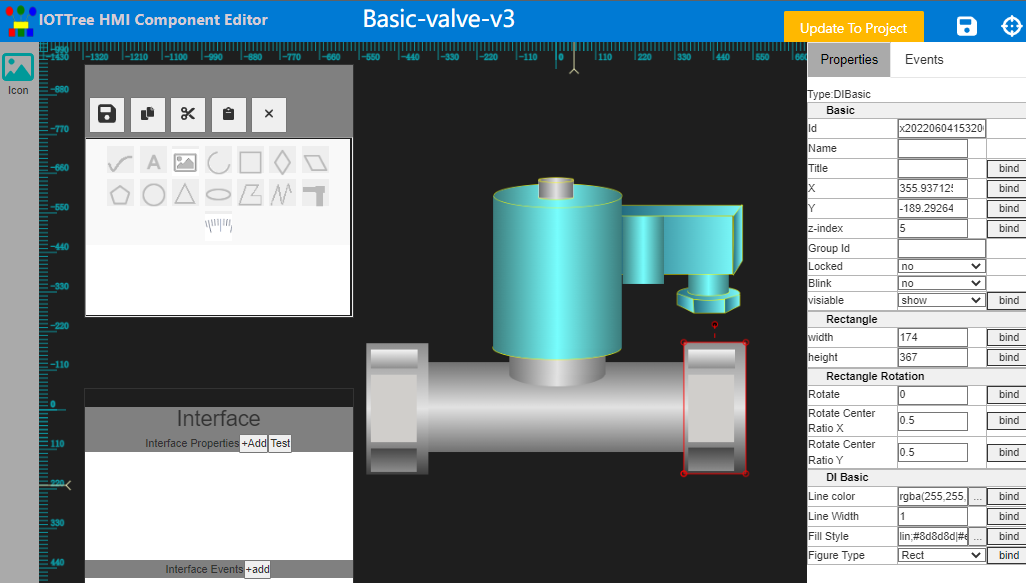 IOTTree HMI Component Editor
Basic-valve-v3
Update To Project
-1320 -1210 -1100 -990 -880 -770 -660 -550 -440 -330 -220 -110 0 110 220 330 440 550
-880
-770
-660
-550
-440
-330
-220
-110
0
110
220
330
440
Icon
A
Interface
Interface Properties +Add Test
Interface Events +add
Properties Events
Type:DIBasic
Basic
Id
Name
Title bind
X 355.93712 bind
Y -189.29264 bind
z-index 5 bind
Group Id
Locked no
Blink no
visiable show bind
Rectangle
width 174 bind
height 367 bind
Rectangle Rotation
Rotate 0 bind
Rotate Center
Ratio X 0.5 bind
Rotate Center
Ratio Y 0.5 bind
DI Basic
Line color rgba(255,255, ... bind
Line Width 1 bind
Fill Style lin;#8d8d8d|#e ... bind
Figure Type Rect bind